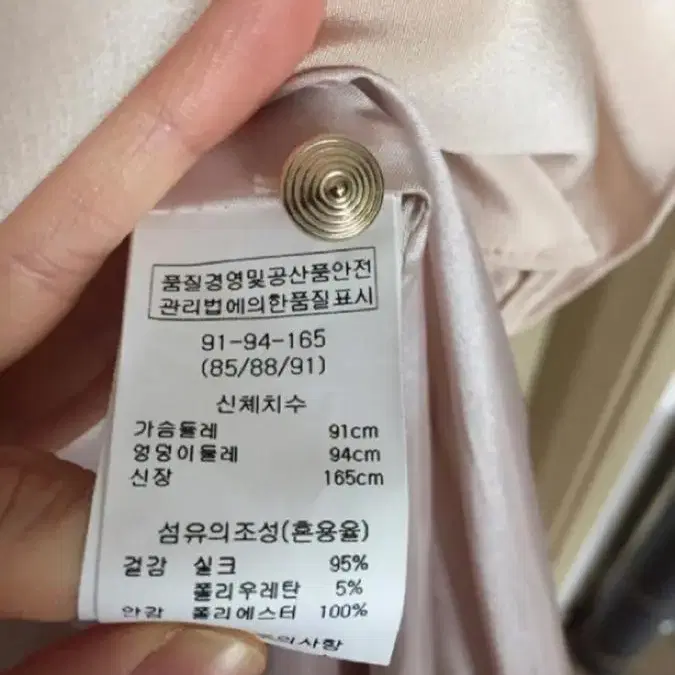 품질경영및공산품안전
관리법에의한품질표시
91-94-165
(85/88/91)
신체치수
가슴둘레 91cm
엉덩이둘레 94cm
신장 165cm
섬유의조성(혼용율)
겉감 실크 95%
폴리우레탄 5%
안감 폴리에스터 100%